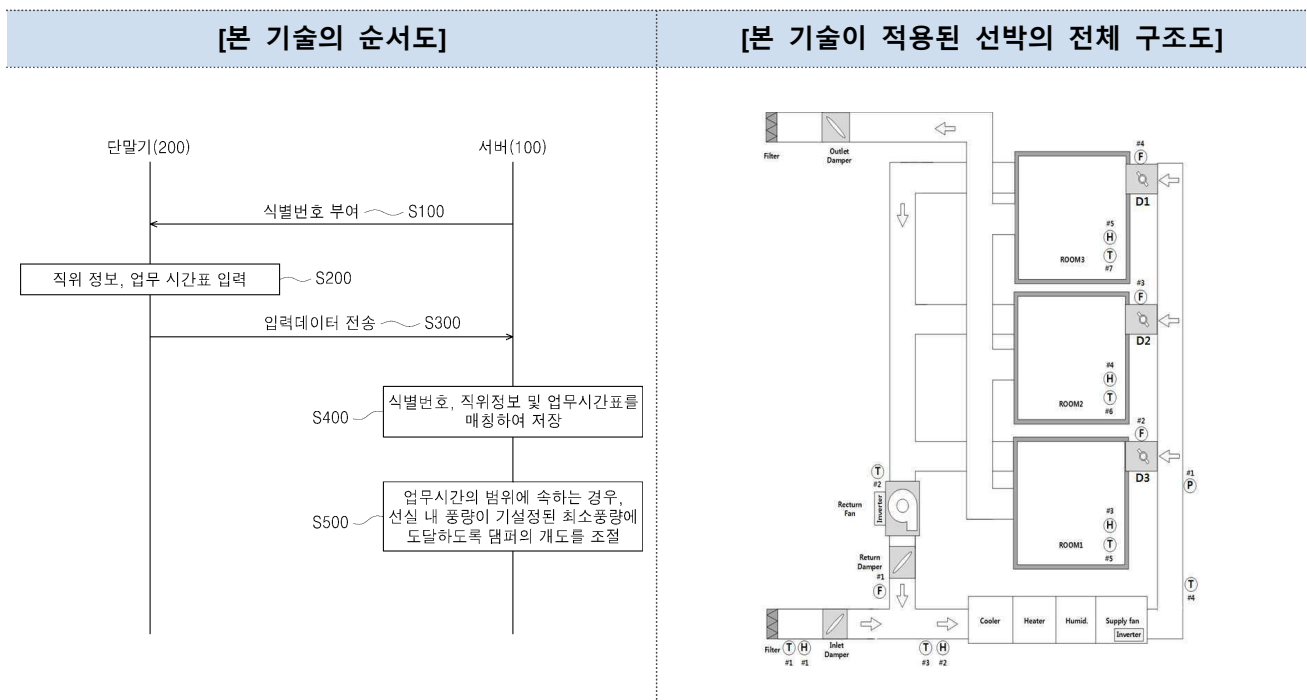 [본 기술의 순서도]
단말기(200)
서버(100)
식별번호 부여
S100
직위 정보, 업무 시간표 입력
S200
입력데이터 전송
S300
S400
식별번호, 직위정보 및 업무시간표를
매칭하여 저장
S500
업무시간의 범위에 속하는 경우,
선실 내 풍량이 기설정된 최소풍량에
도달하도록 댐퍼의 개도를 조절
[본 기술이 적용된 선박의 전체 구조도]
Filter
Outlet
Damper
#4
F
D1
#5
H
T
#7
ROOM3
#3
F
D2
#4
H
T
#6
ROOM2
#2
F
D3
#1
P
#3
H
T
#5
ROOM1
T
#2
Recturn
Fan
Inverter
Return
Damper
#1
F
T
#4
Cooler
Heater
Humid.
Supply fan
Inverter
Filter
T
H
#1
#1
Inlet
Damper
T
H
#3
#2